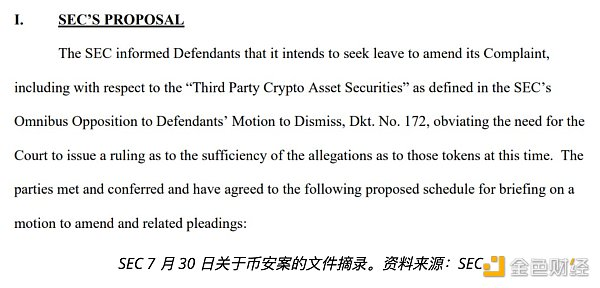 I. SEC’S PROPOSAL
The SEC informed Defendants that it intends to seek leave to amend its Complaint,
including with respect to the “Third Party Crypto Asset Securities” as defined in the SEC’s
Omnibus Opposition to Defendants’ Motion to Dismiss, Dkt. No. 172, obviating the need for the
Court to issue a ruling as to the sufficiency of the allegations as to those tokens at this time. The
parties met and conferred and have agreed to the following proposed schedule for briefing on a
motion to amend and related pleadings:
SEC 7 月 30 日关于币安案的文件摘录。资料来源：SEC
金色财经